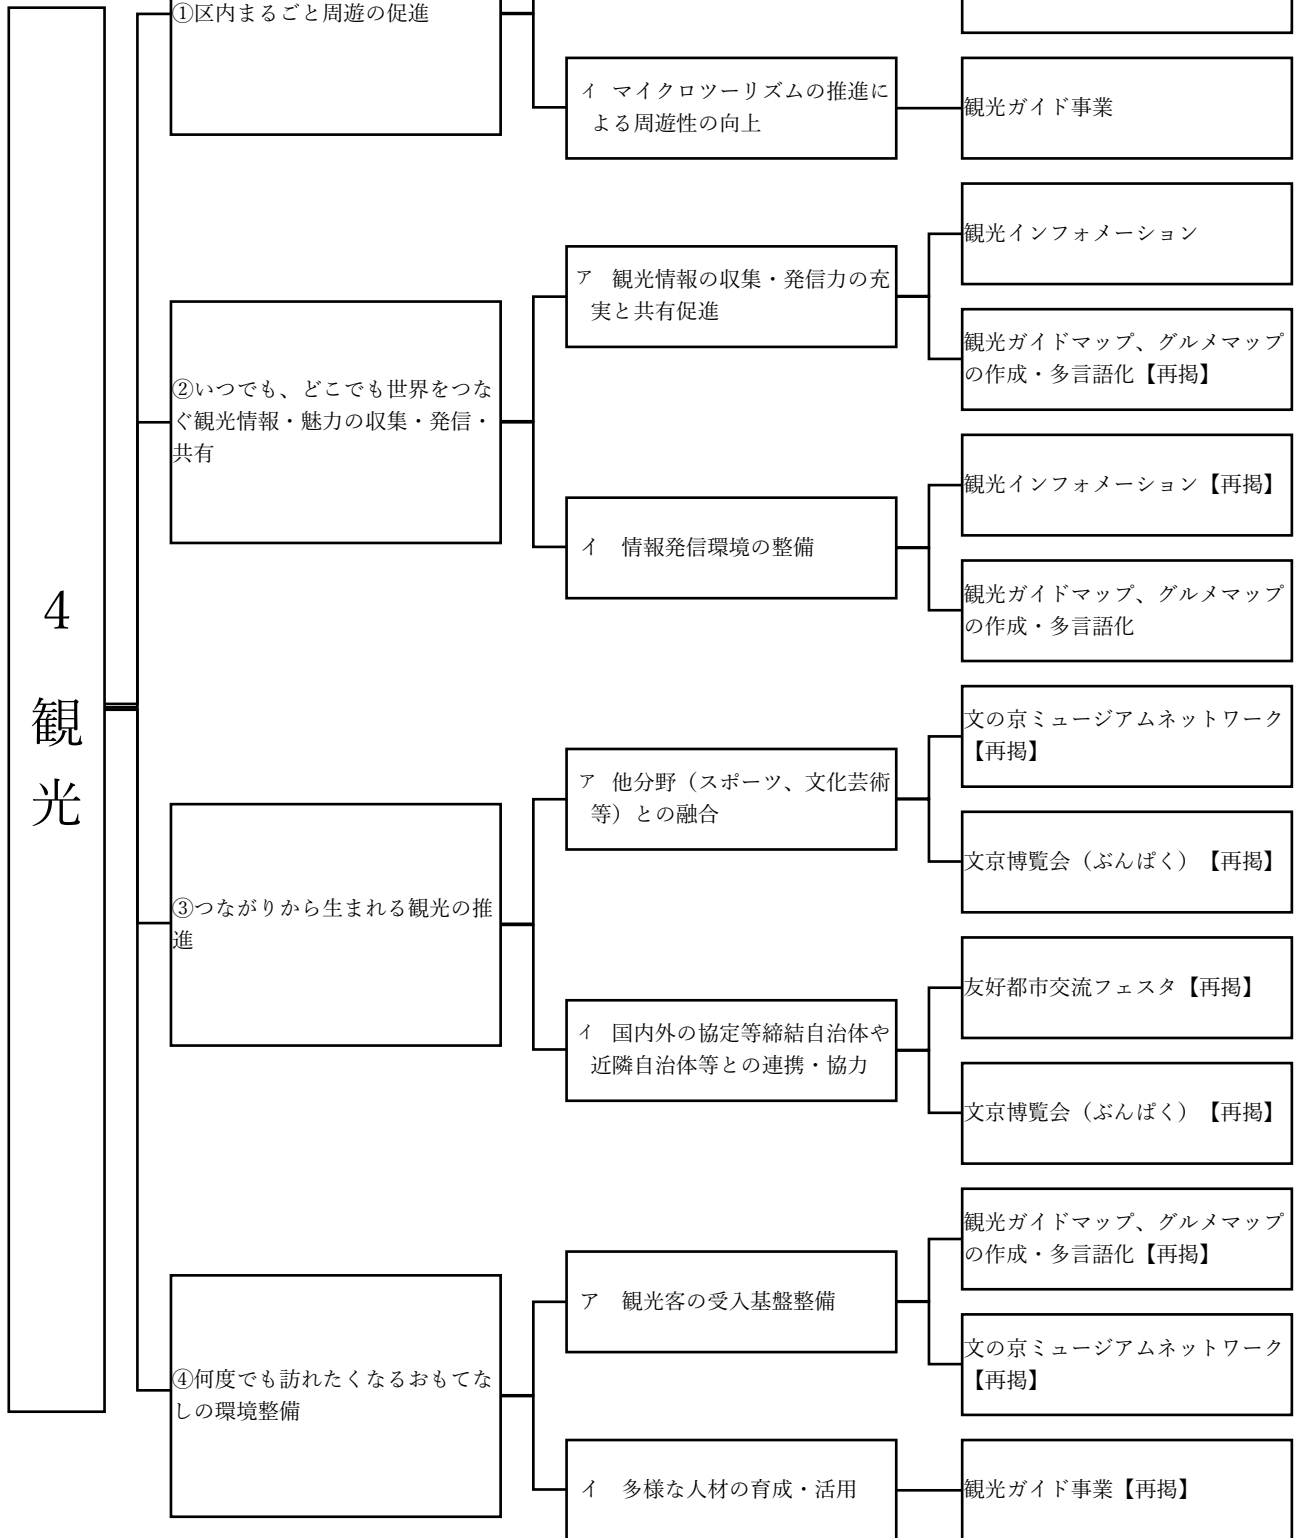 4
観
光
①区内まるごと周遊の促進
イ マイクロツーリズムの推進に
よる周遊性の向上
観光ガイド事業
②いつでも、どこでも世界をつな
ぐ観光情報・魅力の収集・発信・
共有
ア 観光情報の収集・発信力の充
実と共有促進
観光インフォメーション
観光ガイドマップ、グルメマップ
の作成・多言語化【再掲】
イ 情報発信環境の整備
観光インフォメーション【再掲】
観光ガイドマップ、グルメマップ
の作成・多言語化
③つながりから生まれる観光の推
進
ア 他分野（スポーツ、文化芸術
等）との融合
文の京ミュージアムネットワーク
【再掲】
文京博覧会（ぶんぱく）【再掲】
イ 国内外の協定等締結自治体や
近隣自治体等との連携・協力
友好都市交流フェスタ【再掲】
文京博覧会（ぶんぱく）【再掲】
④何度でも訪れたくなるおもてな
しの環境整備
ア 観光客の受入基盤整備
観光ガイドマップ、グルメマップ
の作成・多言語化【再掲】
文の京ミュージアムネットワーク
【再掲】
イ 多様な人材の育成・活用
観光ガイド事業【再掲】